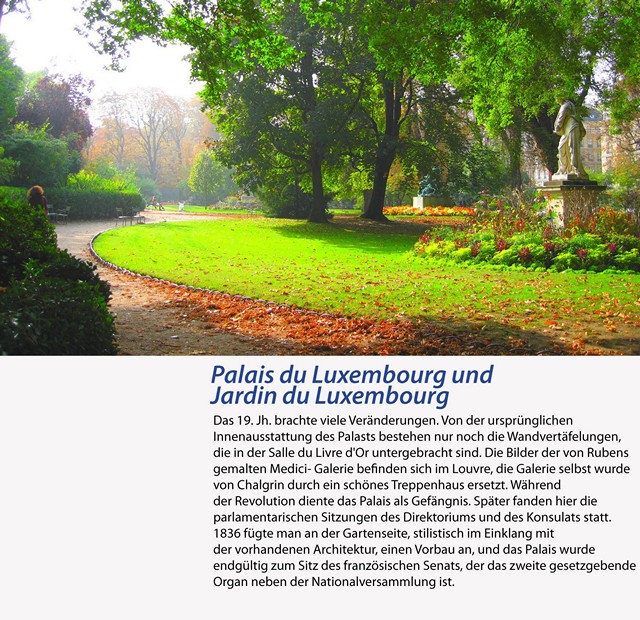 Palais du Luxembourg und
Jardin du Luxembourg
Das 19. Jh. brachte viele Veränderungen. Von der ursprünglichen
Innenausstattung des Palasts bestehen nur noch die Wandvertäfelungen,
die in der Salle du Livre d'Or untergebracht sind. Die Bilder der von Rubens
gemalten Medici- Galerie befinden sich im Louvre, die Galerie selbst wurde
von Chalgrin durch ein schönes Treppenhaus ersetzt. Während
der Revolution diente das Palais als Gefängnis. Später fanden hier die
parlamentarischen Sitzungen des Direktoriums und des Konsulats statt.
1836 fügte man an der Gartenseite, stilistisch im Einklang mit
der vorhandenen Architektur, einen Vorbau an, und das Palais wurde
endgültig zum Sitz des französischen Senats, der das zweite gesetzgebende
Organ neben der Nationalversammlung ist.